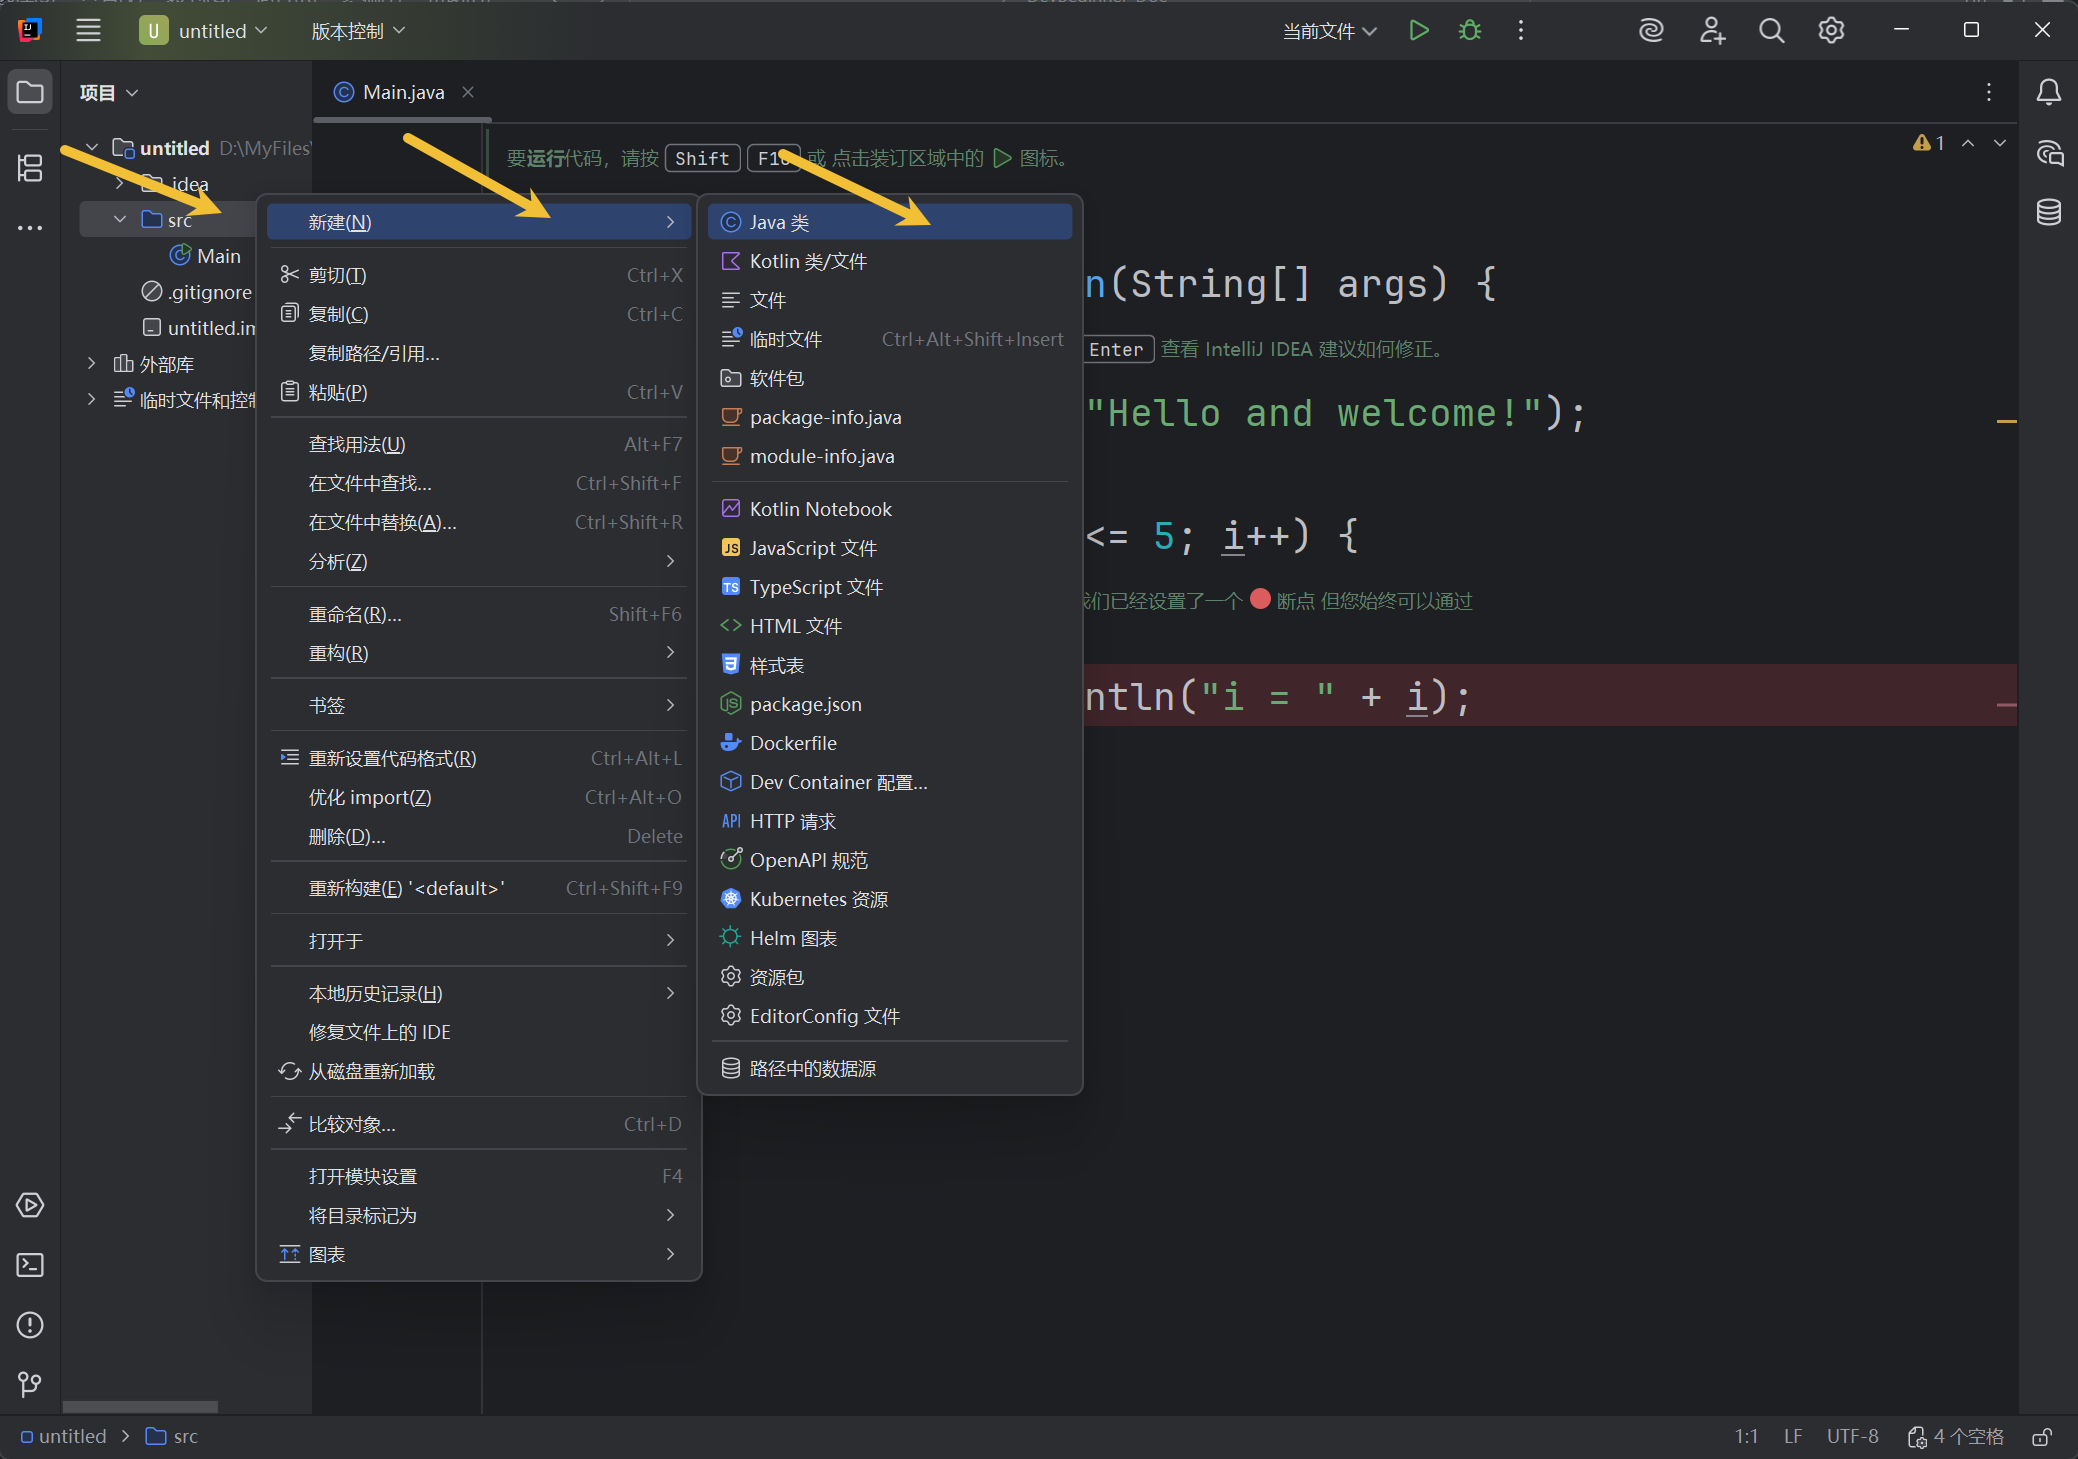 U untitled 版本控制
当前文件
项目
Main.java
untitled D:\MyFiles\
.idea
src
Main
.gitignore
untitled.im
外部库
临时文件和控制
要运行代码，请按 Shift F10 或 点击装订区域中的 图标。
1
n(String[] args) {
Enter 查看 IntelliJ IDEA 建议如何修正。
"Hello and welcome!");
<= 5; i++) {
我们已经设置了一个 断点 但您始终可以通过
ntln("i = " + i);
新建(N)
剪切(T) Ctrl+X
复制(C) Ctrl+C
复制路径/引用...
粘贴(P) Ctrl+V
查找用法(U) Alt+F7
在文件中查找... Ctrl+Shift+F
在文件中替换(A)... Ctrl+Shift+R
分析(Z)
重命名(R)... Shift+F6
重构(R)
书签
重新设置代码格式(R) Ctrl+Alt+L
优化 import(Z) Ctrl+Alt+O
删除(D)... Delete
重新构建(E) '<default>' Ctrl+Shift+F9
打开于
本地历史记录(H)
修复文件上的 IDE
从磁盘重新加载
比较对象... Ctrl+D
打开模块设置 F4
将目录标记为
图表
Java 类
Kotlin 类/文件
文件
临时文件 Ctrl+Alt+Shift+Insert
软件包
package-info.java
module-info.java
Kotlin Notebook
JS JavaScript 文件
TS TypeScript 文件
HTML 文件
样式表
package.json
Dockerfile
Dev Container 配置...
API HTTP 请求
OpenAPI 规范
Kubernetes 资源
Helm 图表
资源包
EditorConfig 文件
路径中的数据源
untitled > src
1:1 LF UTF-8 4 个空格